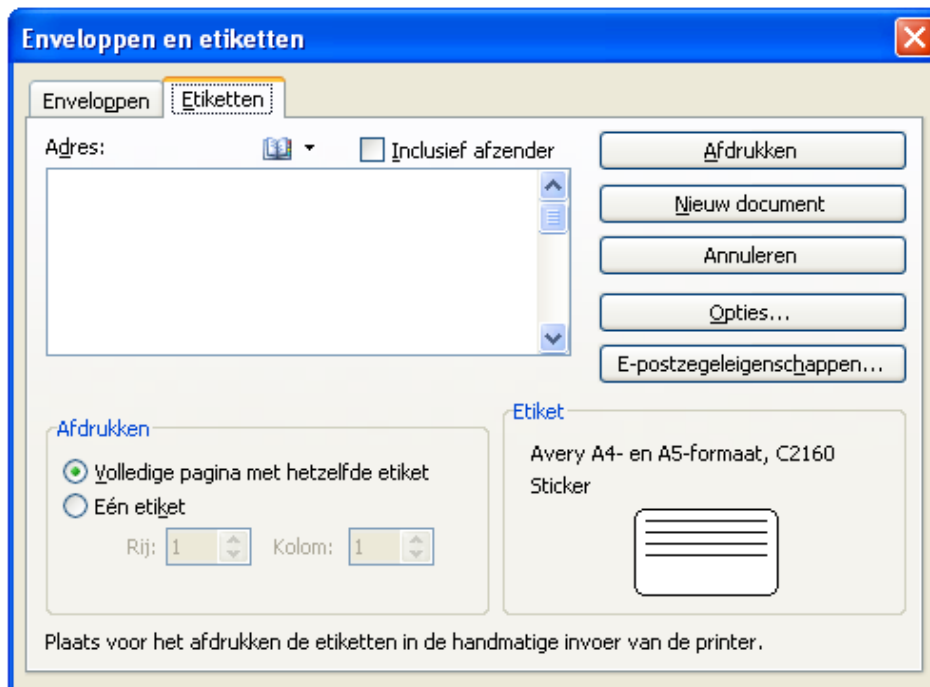 Enveloppen en etiketten
Enveloppen Etiketten
Adres: Inclusief afzender
Afdrukken
Nieuw document
Annuleren
Opties...
E-postzegeleigenschappen...
Afdrukken
Volledige pagina met hetzelfde etiket
Eén etiket
Rij: 1 Kolom: 1
Etiket
Avery A4- en A5-formaat, C2160
Sticker
Plaats voor het afdrukken de etiketten in de handmatige invoer van de printer.